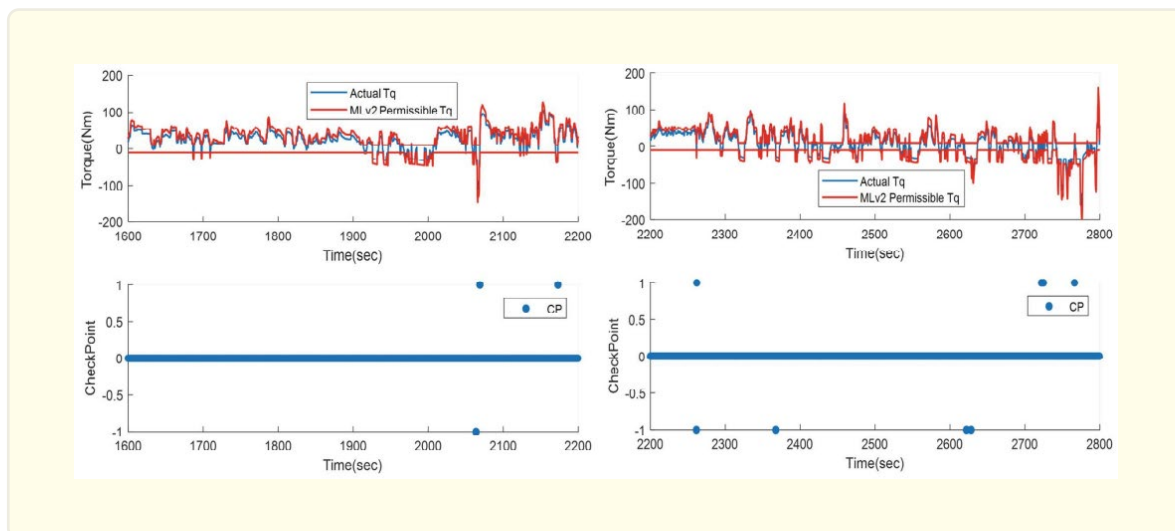 200
100
0
-100
-200
Torque(Nm)
Actual Tq
MLv2 Permissible Tq
1600 1700 1800 1900 2000 2100 2200
Time(sec)
200
100
0
-100
-200
Torque(Nm)
Actual Tq
MLv2 Permissible Tq
2200 2300 2400 2500 2600 2700 2800
Time(sec)
1
0.5
0
-0.5
-1
CheckPoint
CP
1600 1700 1800 1900 2000 2100 2200
Time(sec)
1
0.5
0
-0.5
-1
CheckPoint
CP
2200 2300 2400 2500 2600 2700 2800
Time(sec)